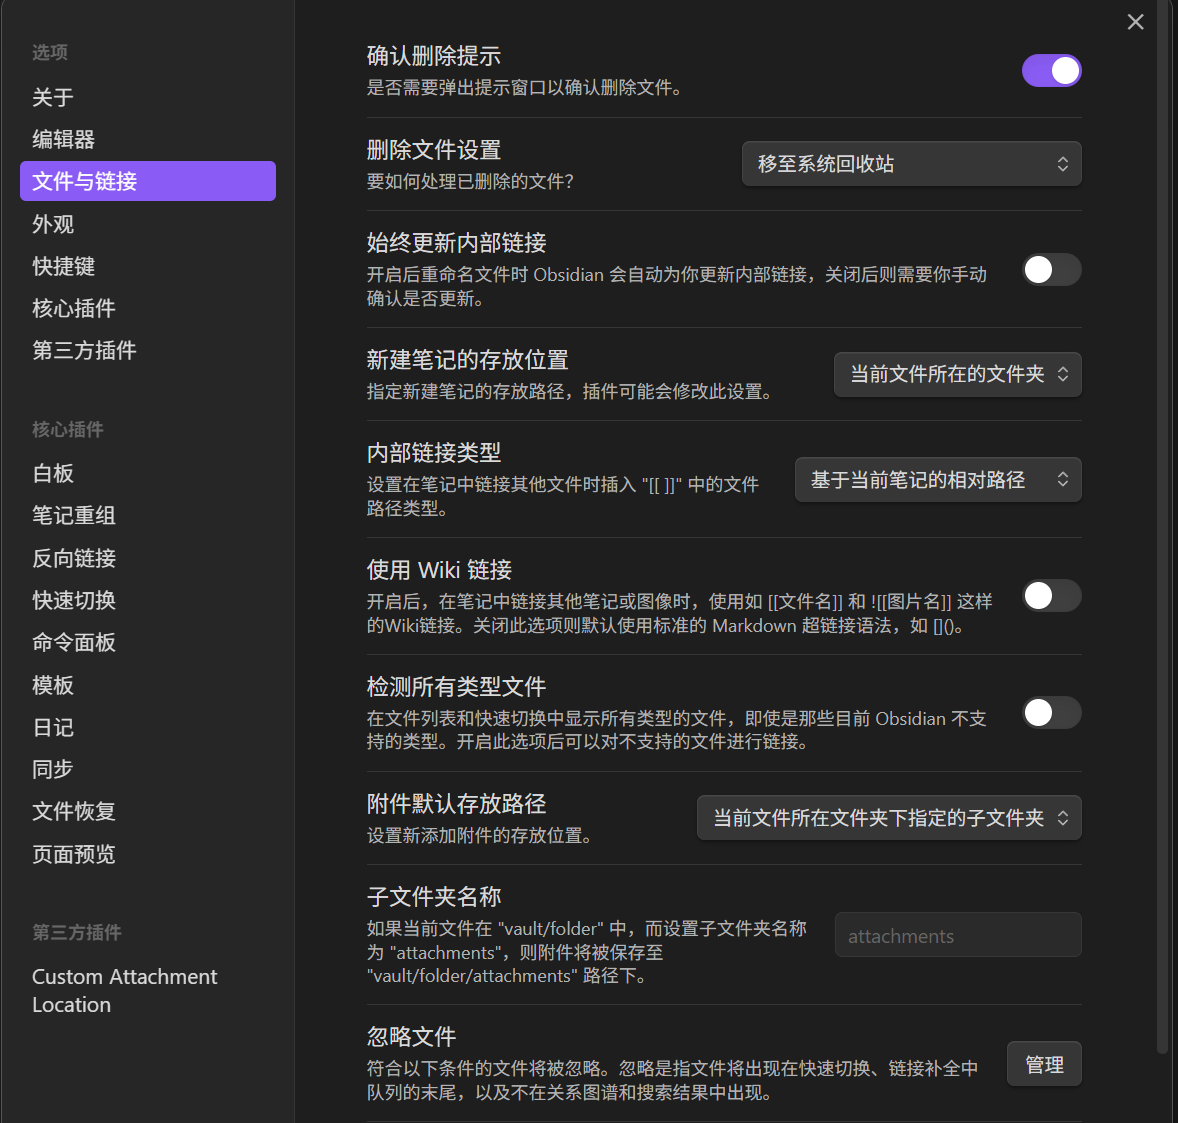 选项
关于
编辑器
文件与链接
外观
快捷键
核心插件
第三方插件
核心插件
白板
笔记重组
反向链接
快速切换
命令面板
模板
日记
同步
文件恢复
页面预览
第三方插件
Custom Attachment
Location
确认删除提示
是否需要弹出提示窗口以确认删除文件。
删除文件设置
要如何处理已删除的文件?
移至系统回收站
始终更新内部链接
开启后重命名文件时 Obsidian 会自动为你更新内部链接，关闭后则需要你手动
确认是否更新。
新建笔记的存放位置
指定新建笔记的存放路径，插件可能会修改此设置。
当前文件所在的文件夹
内部链接类型
设置在笔记中链接其他文件时插入 "[[ ]]" 中的文件
路径类型。
基于当前笔记的相对路径
使用 Wiki 链接
开启后，在笔记中链接其他笔记或图像时，使用如 [[文件名]] 和 ![[图片名]] 这样
的Wiki链接。关闭此选项则默认使用标准的 Markdown 超链接语法，如 []()。
检测所有类型文件
在文件列表和快速切换中显示所有类型的文件，即使是那些目前 Obsidian 不支
持的类型。开启此选项后可以对不支持的文件进行链接。
附件默认存放路径
设置新添加附件的存放位置。
当前文件所在文件夹下指定的子文件夹
子文件夹名称
如果当前文件在 "vault/folder" 中，而设置子文件夹名称
为 "attachments"，则附件将被保存至
"vault/folder/attachments" 路径下。
attachments
忽略文件
符合以下条件的文件将被忽略。忽略是指文件将出现在快速切换、链接补全中
队列的末尾，以及不在关系图谱和搜索结果中出现。
管理